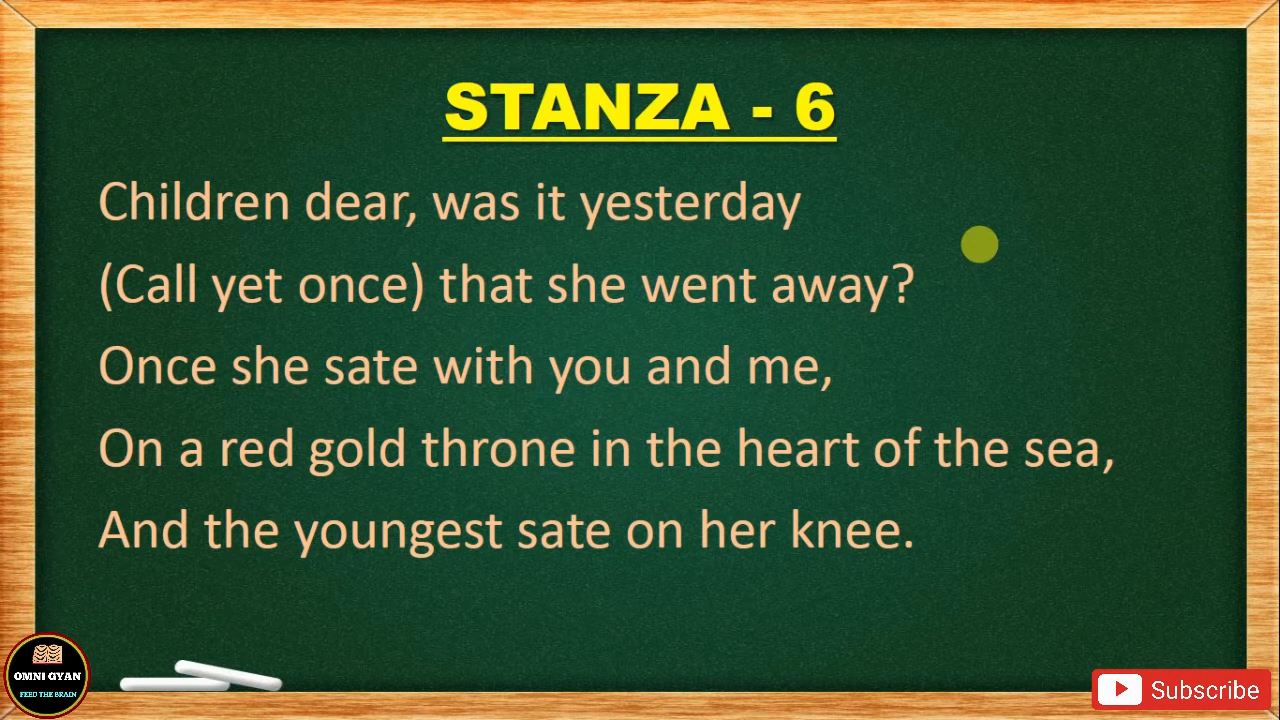 STANZA - 6
Children dear, was it yesterday
(Call yet once) that she went away?
Once she sate with you and me,
On a red gold throne in the heart of the sea,
And the youngest sate on her knee.
OMNI GYAN
FEED THE BRAIN
Subscribe